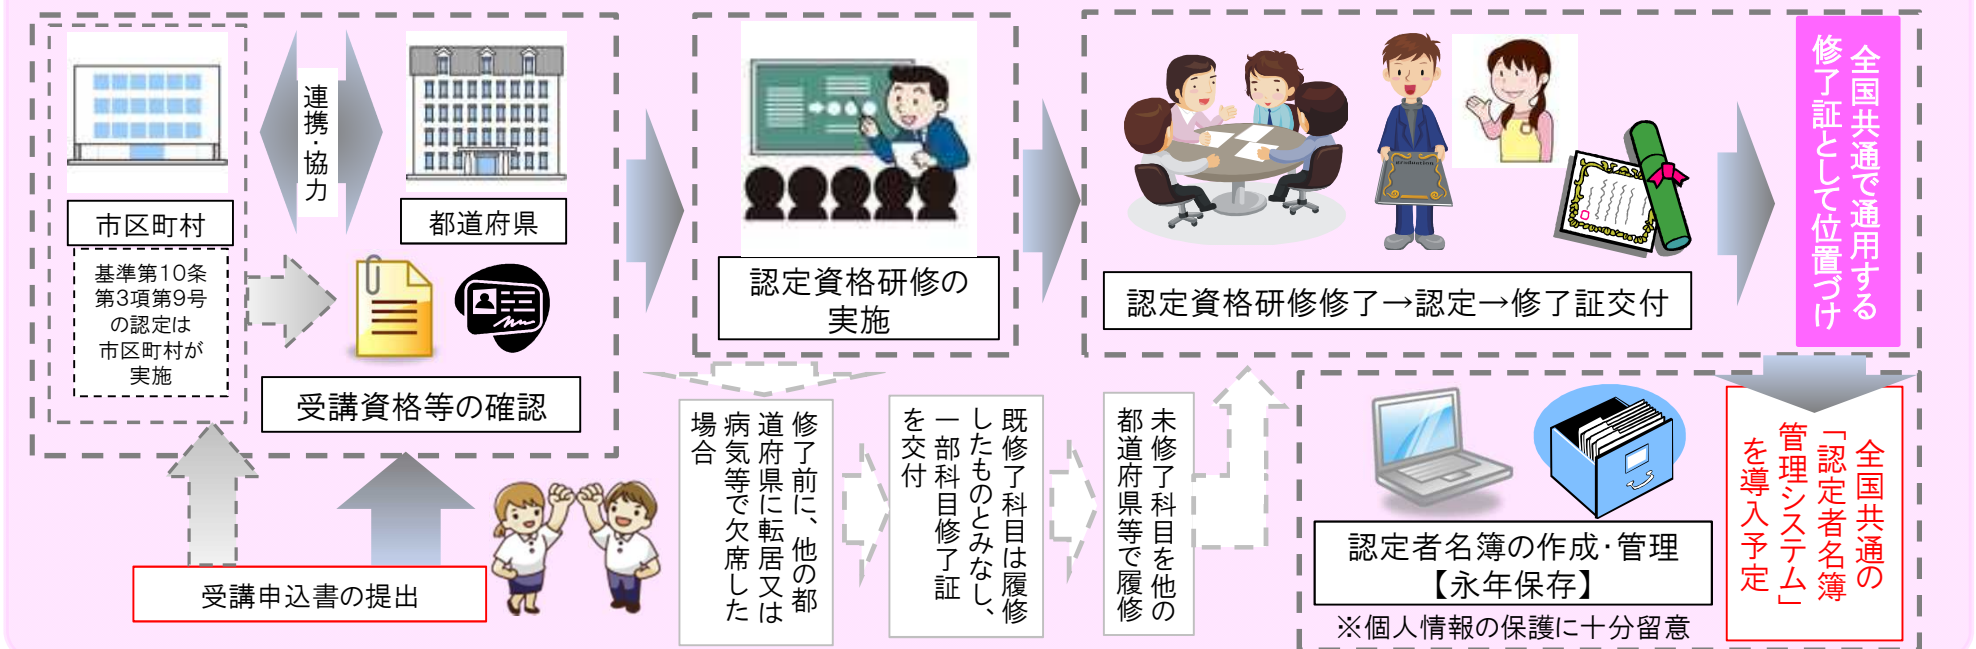 市区町村
連携・協力
都道府県
基準第10条
第3項第9号
の認定は
市区町村が
実施
受講資格等の確認
受講申込書の提出
認定資格研修の
実施
graduation
認定資格研修修了→認定→修了証交付
全国共通で通用する
修了証として位置づけ
修了前に、他の都
道府県に転居又は
病気等で欠席した
場合
既修了科目は履修
したものとみなし、
一部科目修了証
を交付
未修了科目を他の
都道府県等で履修
認定者名簿の作成・管理
【永年保存】
※個人情報の保護に十分留意
全国共通の
「認定者名簿
管理システム」
を導入予定